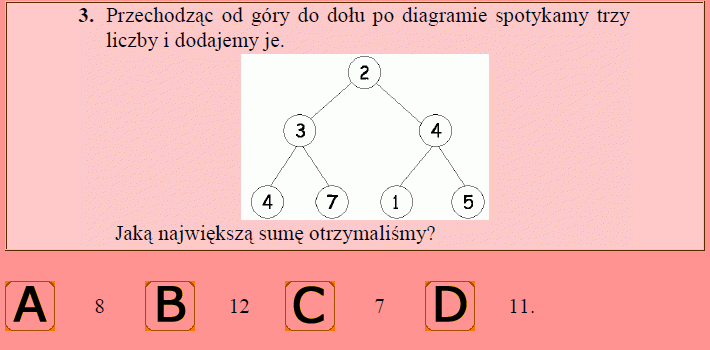 3. Przechodząc od góry do dołu po diagramie spotykamy trzy
liczby i dodajemy je.
2
3 4
4 7 1 5
Jaką największą sumę otrzymaliśmy?
A 8 B 12 C 7 D 11.